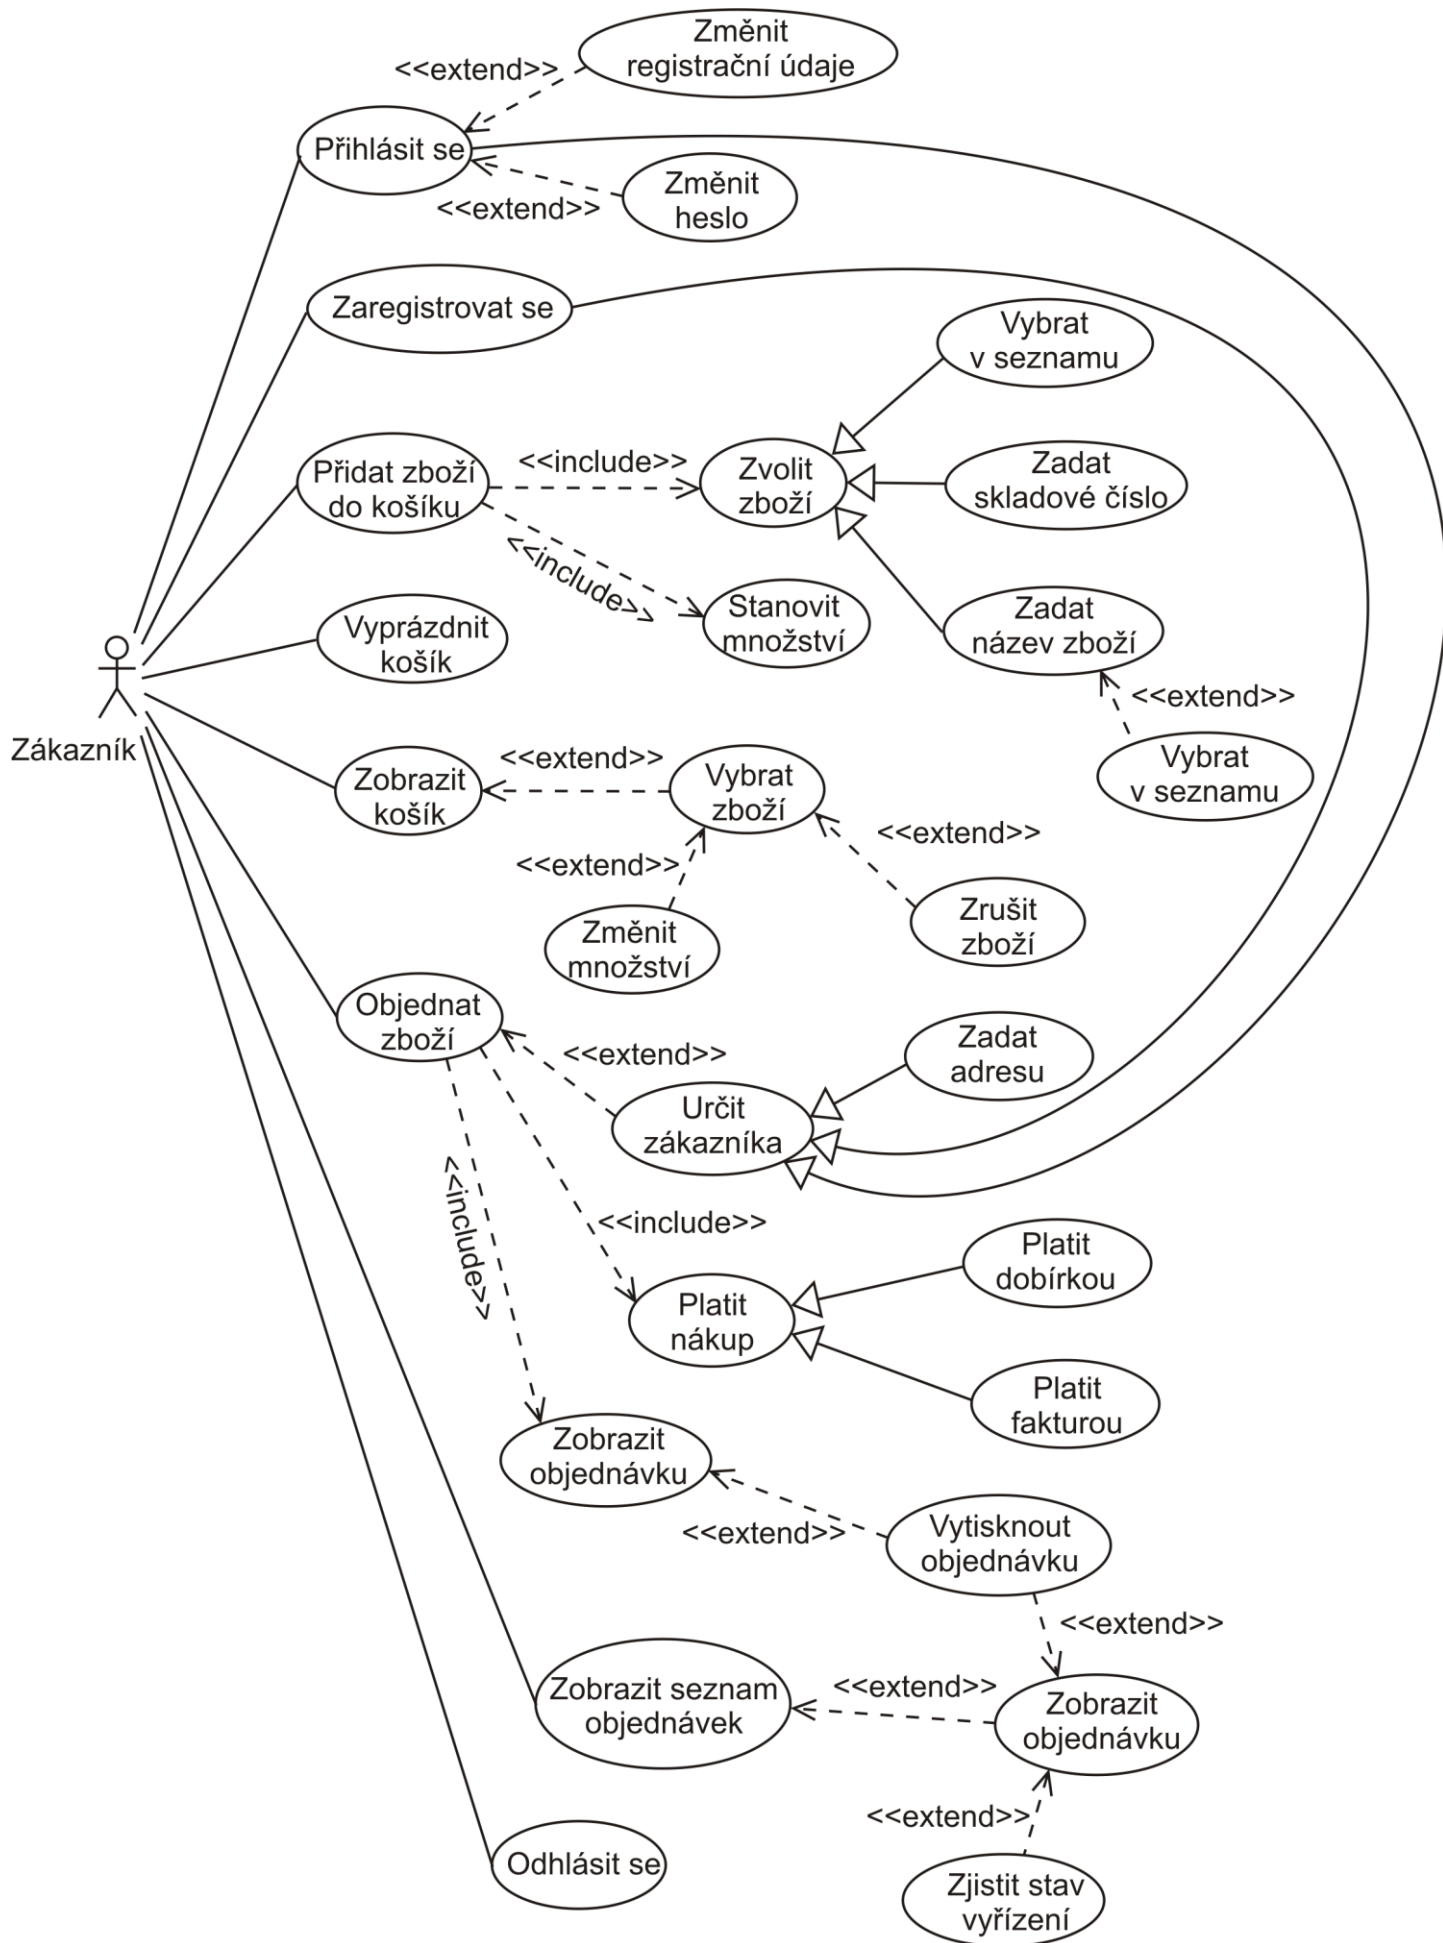 Změnit
registrační údaje
<<extend>>
Přihlásit se
Změnit
heslo
<<extend>>
Zaregistrovat se
Vybrat
v seznamu
Přidat zboží
do košíku
<<include>>
Zvolit
zboží
Zadat
skladové číslo
<<include>>
Stanovit
množství
Zadat
název zboží
Vyprázdnit
košík
<<extend>>
Zákazník
Vybrat
v seznamu
Zobrazit
košík
<<extend>>
Vybrat
zboží
<<extend>>
<<extend>>
Změnit
množství
Zrušit
zboží
Objednat
zboží
<<extend>>
Zadat
adresu
Určit
zákazníka
<<include>>
<<include>>
Platit
dobírkou
Platit
nákup
Platit
fakturou
Zobrazit
objednávku
<<extend>>
Vytisknout
objednávku
<<extend>>
Zobrazit seznam
objednávek
<<extend>>
Zobrazit
objednávku
<<extend>>
Odhlásit se
Zjistit stav
vyřízení